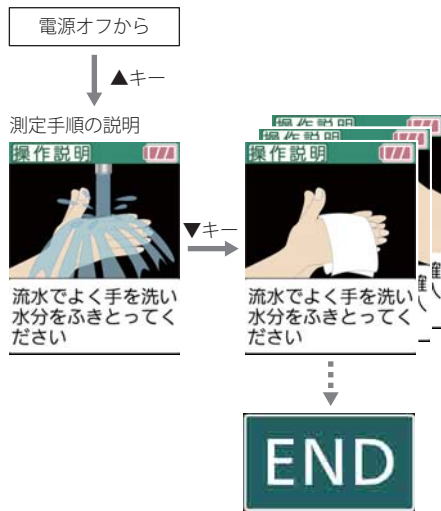 電源オフから
▲キー
測定手順の説明
操作説明
流水でよく手を洗い
水分をふきとってく
ださい
▼キー
操作説明
操作説明
操作説明
流水でよく手を洗い
水分をふきとってく
ださい
END